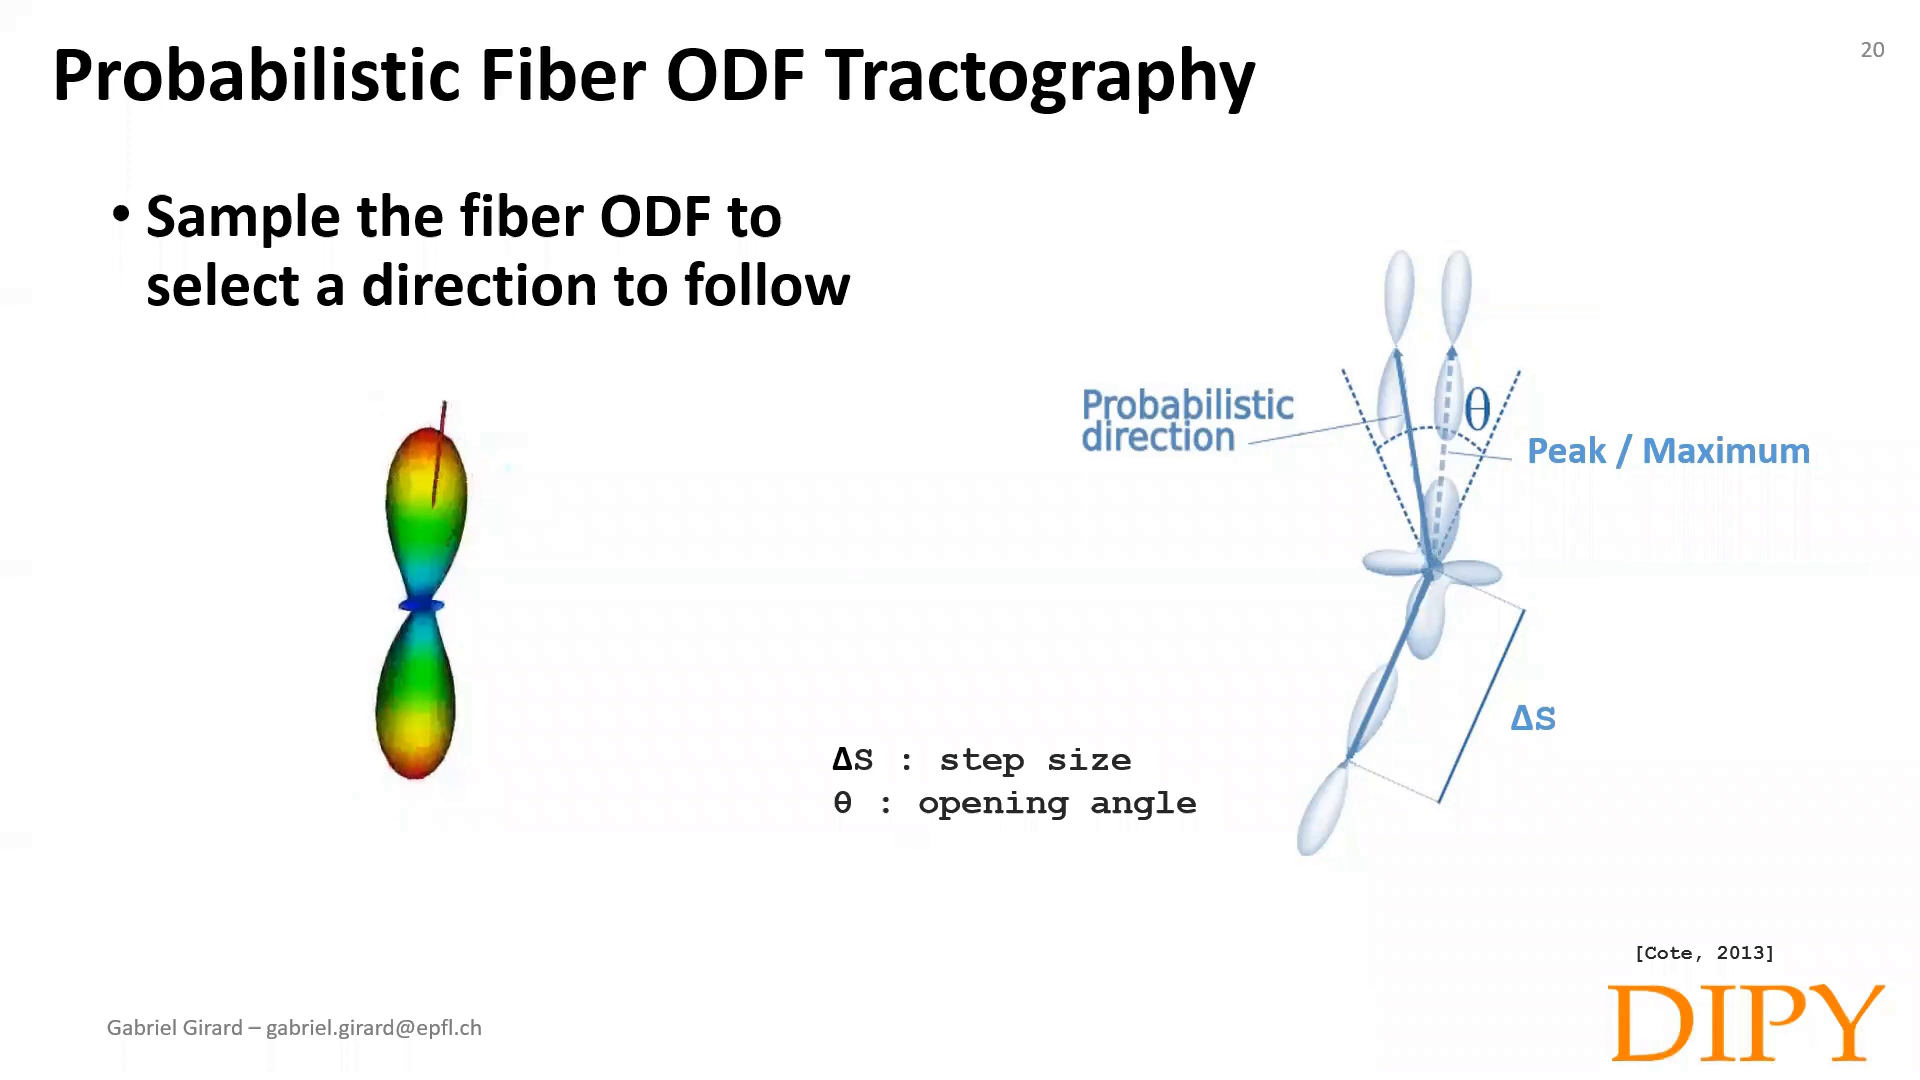 Probabilistic Fiber ODF Tractography
20
• Sample the fiber ODF to
select a direction to follow
Probabilistic
direction
θ
Peak / Maximum
ΔS
ΔS : step size
θ : opening angle
[Cote, 2013]
Gabriel Girard – gabriel.girard@epfl.ch
DIPY